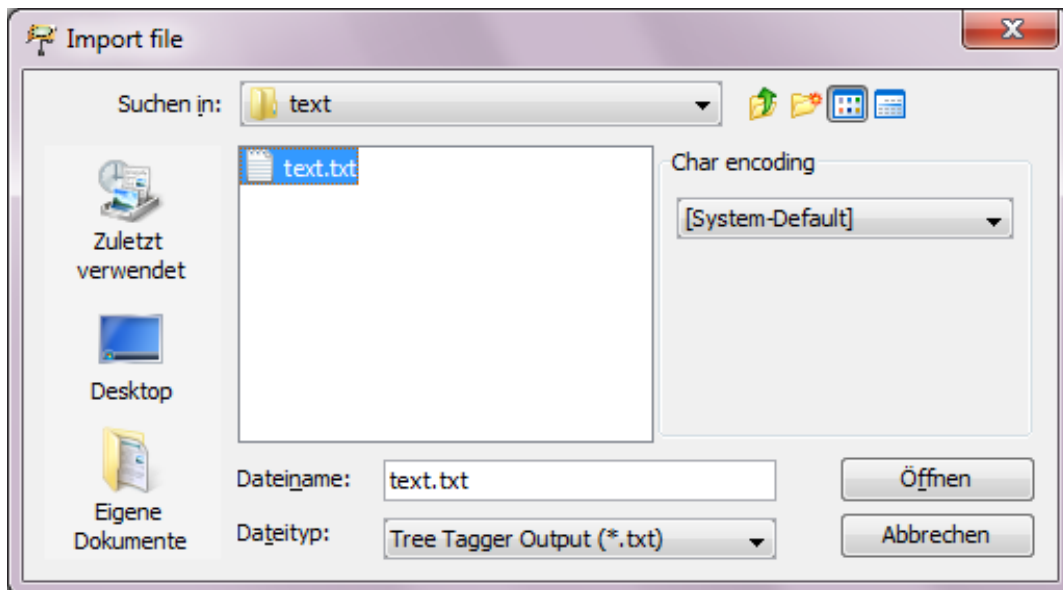 Import file
Suchen in:
text
text.txt
Char encoding
[System-Default]
Zuletzt
verwendet
Desktop
Eigene
Dokumente
Dateiname:
text.txt
Öffnen
Dateityp:
Tree Tagger Output (*.txt)
Abbrechen